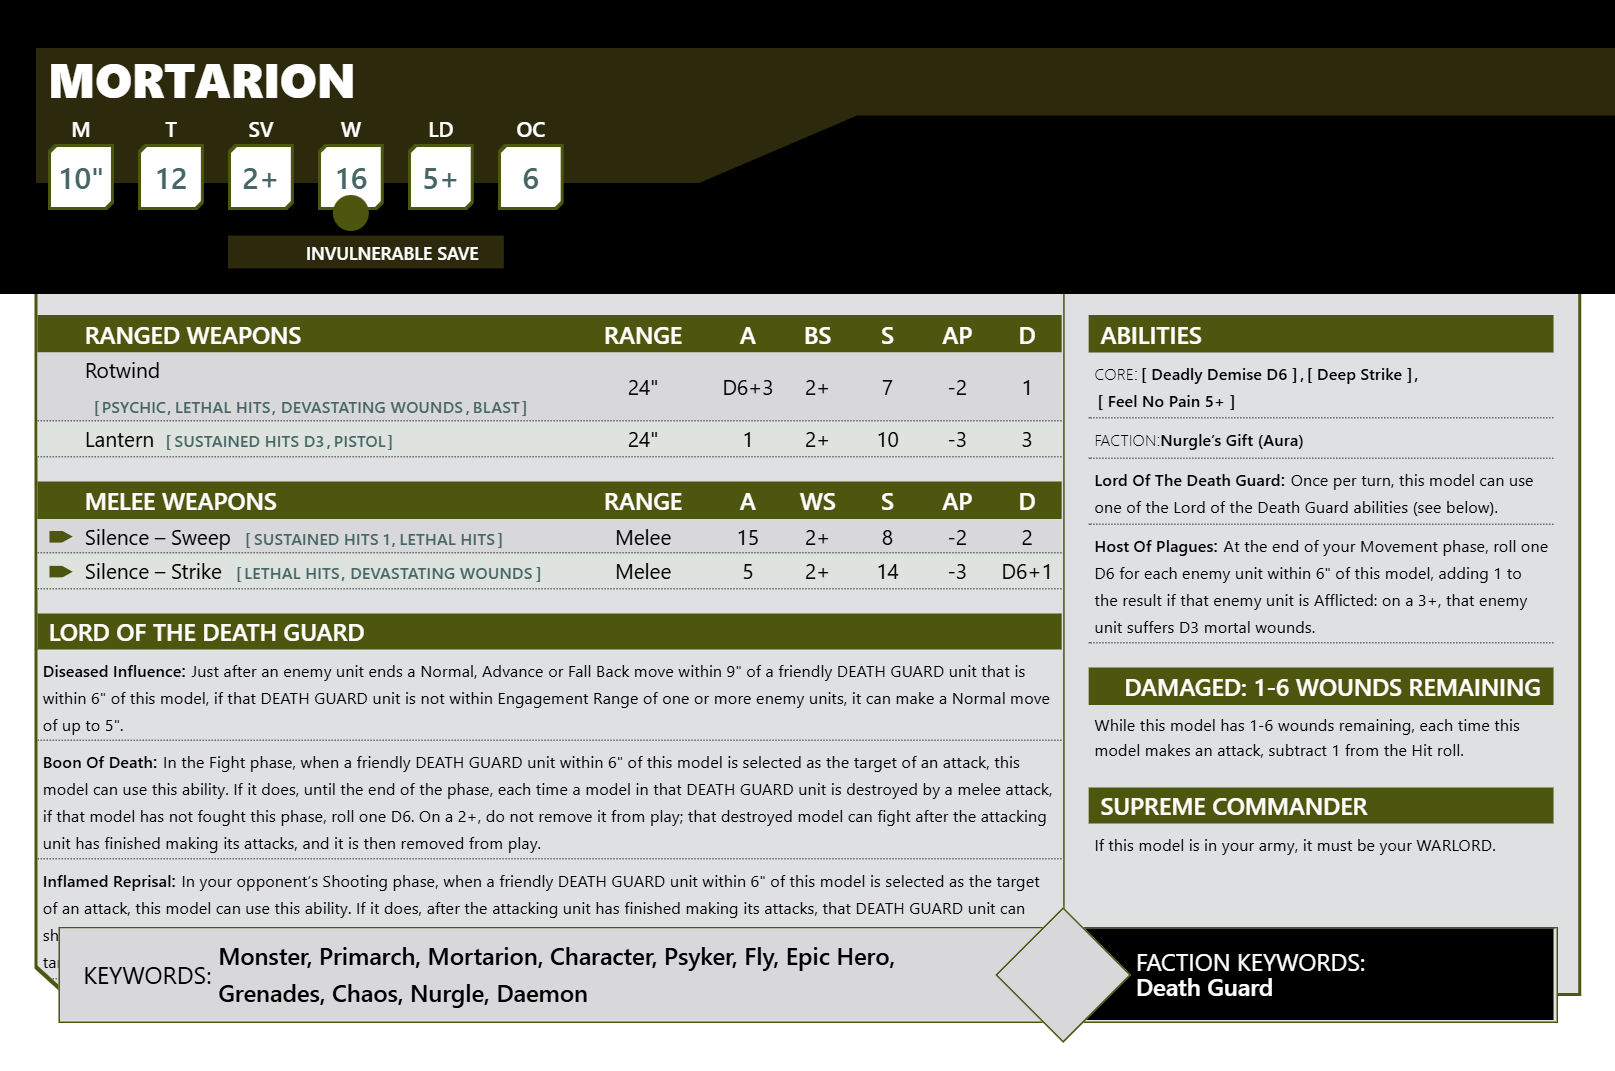 MORTARION
M T SV W LD OC
10" 12 2+ 16 5+ 6
INVULNERABLE SAVE
RANGED WEAPONS RANGE A BS S AP D
Rotwind
[PSYCHIC, LETHAL HITS, DEVASTATING WOUNDS, BLAST] 24" D6+3 2+ 7 -2 1
Lantern [SUSTAINED HITS D3, PISTOL] 24" 1 2+ 10 -3 3
MELEE WEAPONS RANGE A WS S AP D
Silence – Sweep [SUSTAINED HITS 1, LETHAL HITS] Melee 15 2+ 8 -2 2
Silence – Strike [LETHAL HITS, DEVASTATING WOUNDS] Melee 5 2+ 14 -3 D6+1
LORD OF THE DEATH GUARD
Diseased Influence: Just after an enemy unit ends a Normal, Advance or Fall Back move within 9" of a friendly DEATH GUARD unit that is
within 6" of this model, if that DEATH GUARD unit is not within Engagement Range of one or more enemy units, it can make a Normal move
of up to 5".
Boon Of Death: In the Fight phase, when a friendly DEATH GUARD unit within 6" of this model is selected as the target of an attack, this
model can use this ability. If it does, until the end of the phase, each time a model in that DEATH GUARD unit is destroyed by a melee attack,
if that model has not fought this phase, roll one D6. On a 2+, do not remove it from play; that destroyed model can fight after the attacking
unit has finished making its attacks, and it is then removed from play.
Inflamed Reprisal: In your opponent's Shooting phase, when a friendly DEATH GUARD unit within 6" of this model is selected as the target
of an attack, this model can use this ability. If it does, after the attacking unit has finished making its attacks, that DEATH GUARD unit can
ABILITIES
CORE: [ Deadly Demise D6 ], [ Deep Strike ],
[ Feel No Pain 5+ ]
FACTION:Nurgle's Gift (Aura)
Lord Of The Death Guard: Once per turn, this model can use
one of the Lord of the Death Guard abilities (see below).
Host Of Plagues: At the end of your Movement phase, roll one
D6 for each enemy unit within 6" of this model, adding 1 to
the result if that enemy unit is Afflicted: on a 3+, that enemy
unit suffers D3 mortal wounds.
DAMAGED: 1-6 WOUNDS REMAINING
While this model has 1-6 wounds remaining, each time this
model makes an attack, subtract 1 from the Hit roll.
SUPREME COMMANDER
If this model is in your army, it must be your WARLORD.
KEYWORDS: Monster, Primarch, Mortarion, Character, Psyker, Fly, Epic Hero,
Grenades, Chaos, Nurgle, Daemon
FACTION KEYWORDS:
Death Guard